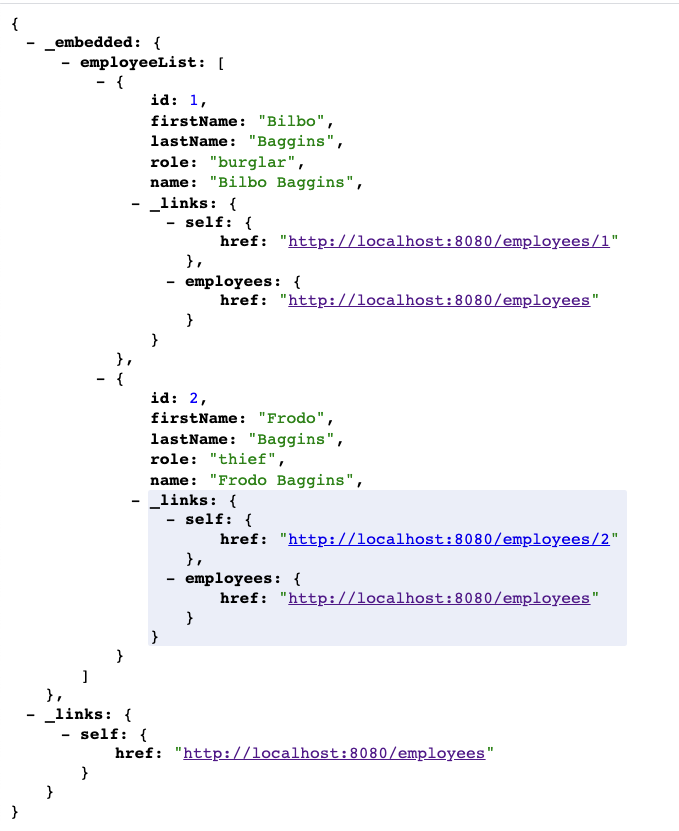 {
- _embedded: {
- employeeList: [
- {
id: 1,
firstName: "Bilbo",
lastName: "Baggins",
role: "burglar",
name: "Bilbo Baggins",
- _links: {
- self: {
href: "http://localhost:8080/employees/1"
},
- employees: {
href: "http://localhost:8080/employees"
}
}
},
- {
id: 2,
firstName: "Frodo",
lastName: "Baggins",
role: "thief",
name: "Frodo Baggins",
- _links: {
- self: {
href: "http://localhost:8080/employees/2"
},
- employees: {
href: "http://localhost:8080/employees"
}
}
}
]
},
- _links: {
- self: {
href: "http://localhost:8080/employees"
}
}
}